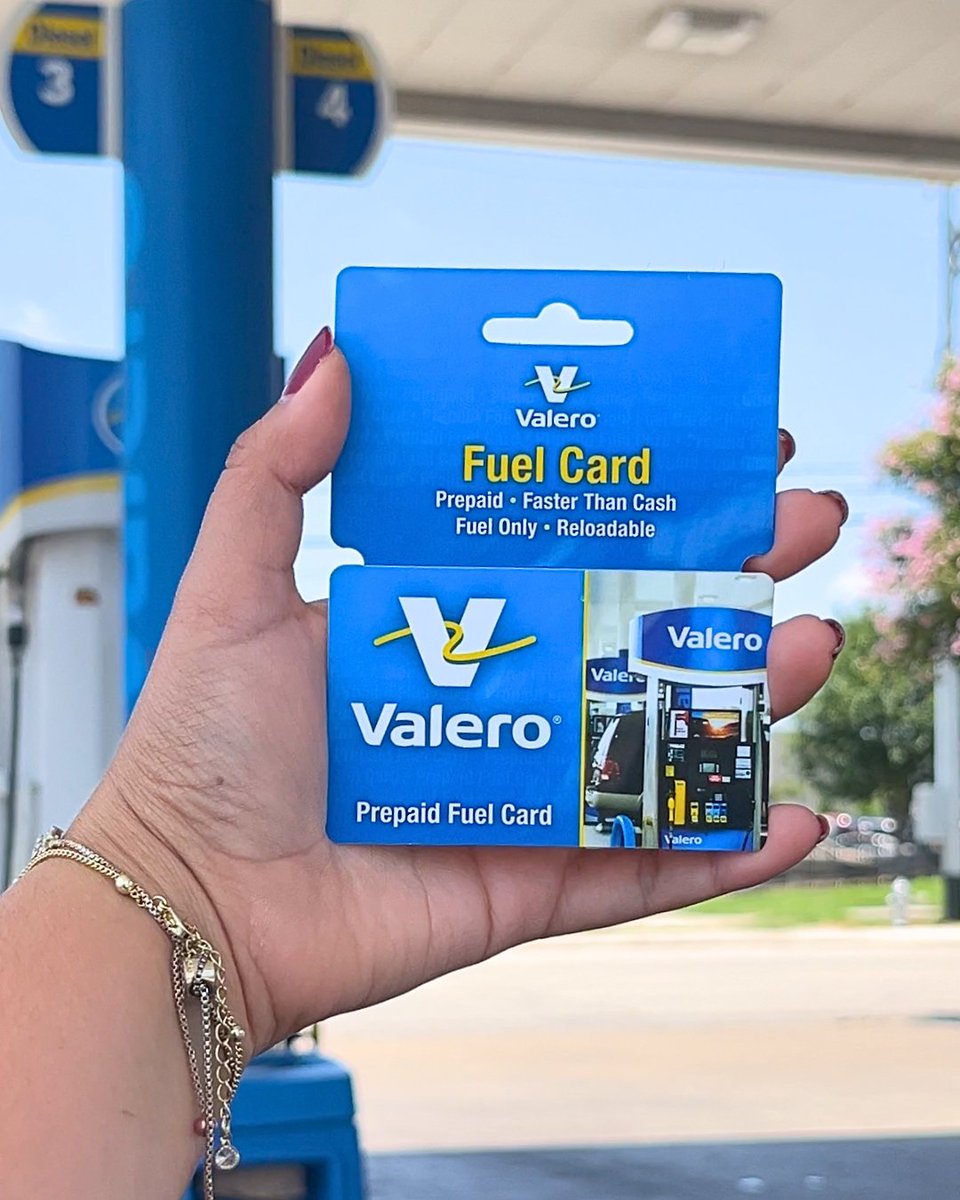 Diesel
3
Diesel
4
Valero
Fuel Card
Prepaid • Faster Than Cash
Fuel Only • Reloadable
Valero®
Prepaid Fuel Card
Valero
Valero
Valero